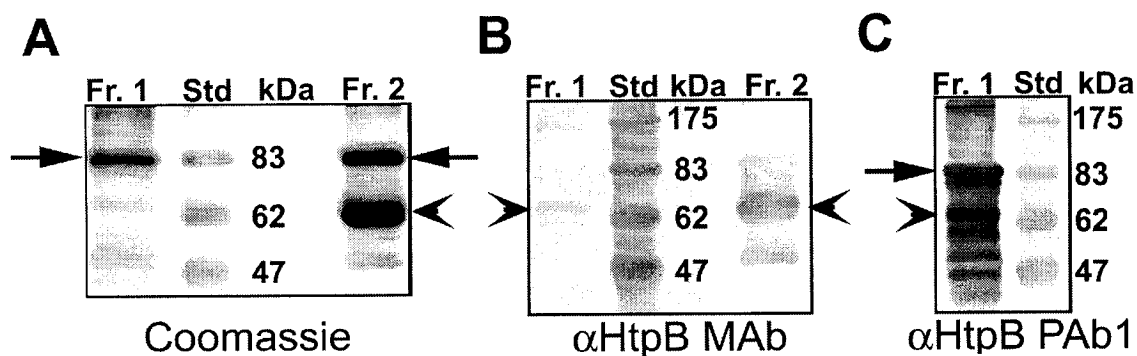 A
Fr. 1 Std kDa Fr. 2
83
62
47
Coomassie
B
Fr. 1 Std kDa Fr. 2
175
83
62
47
αHtpB MAb
C
Fr. 1 Std kDa
175
83
62
47
αHtpB PAb1